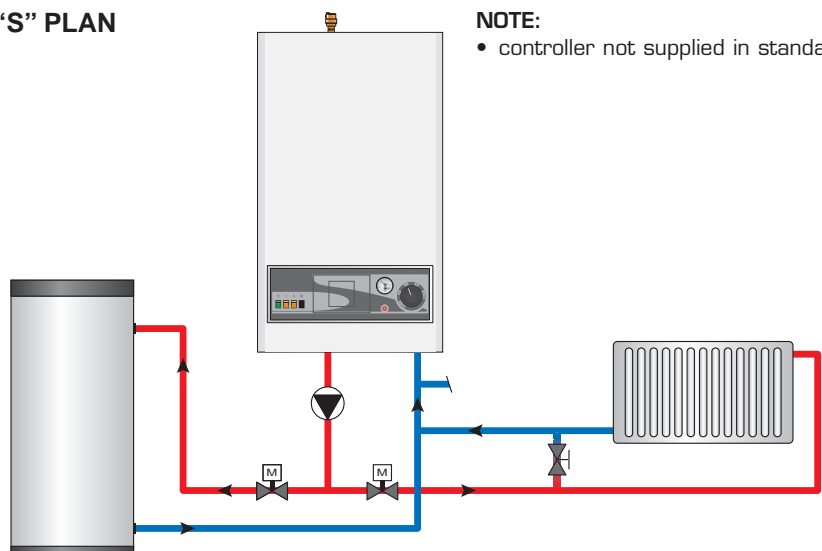 “S” PLAN
NOTE:
• controller not supplied in standa
M
M